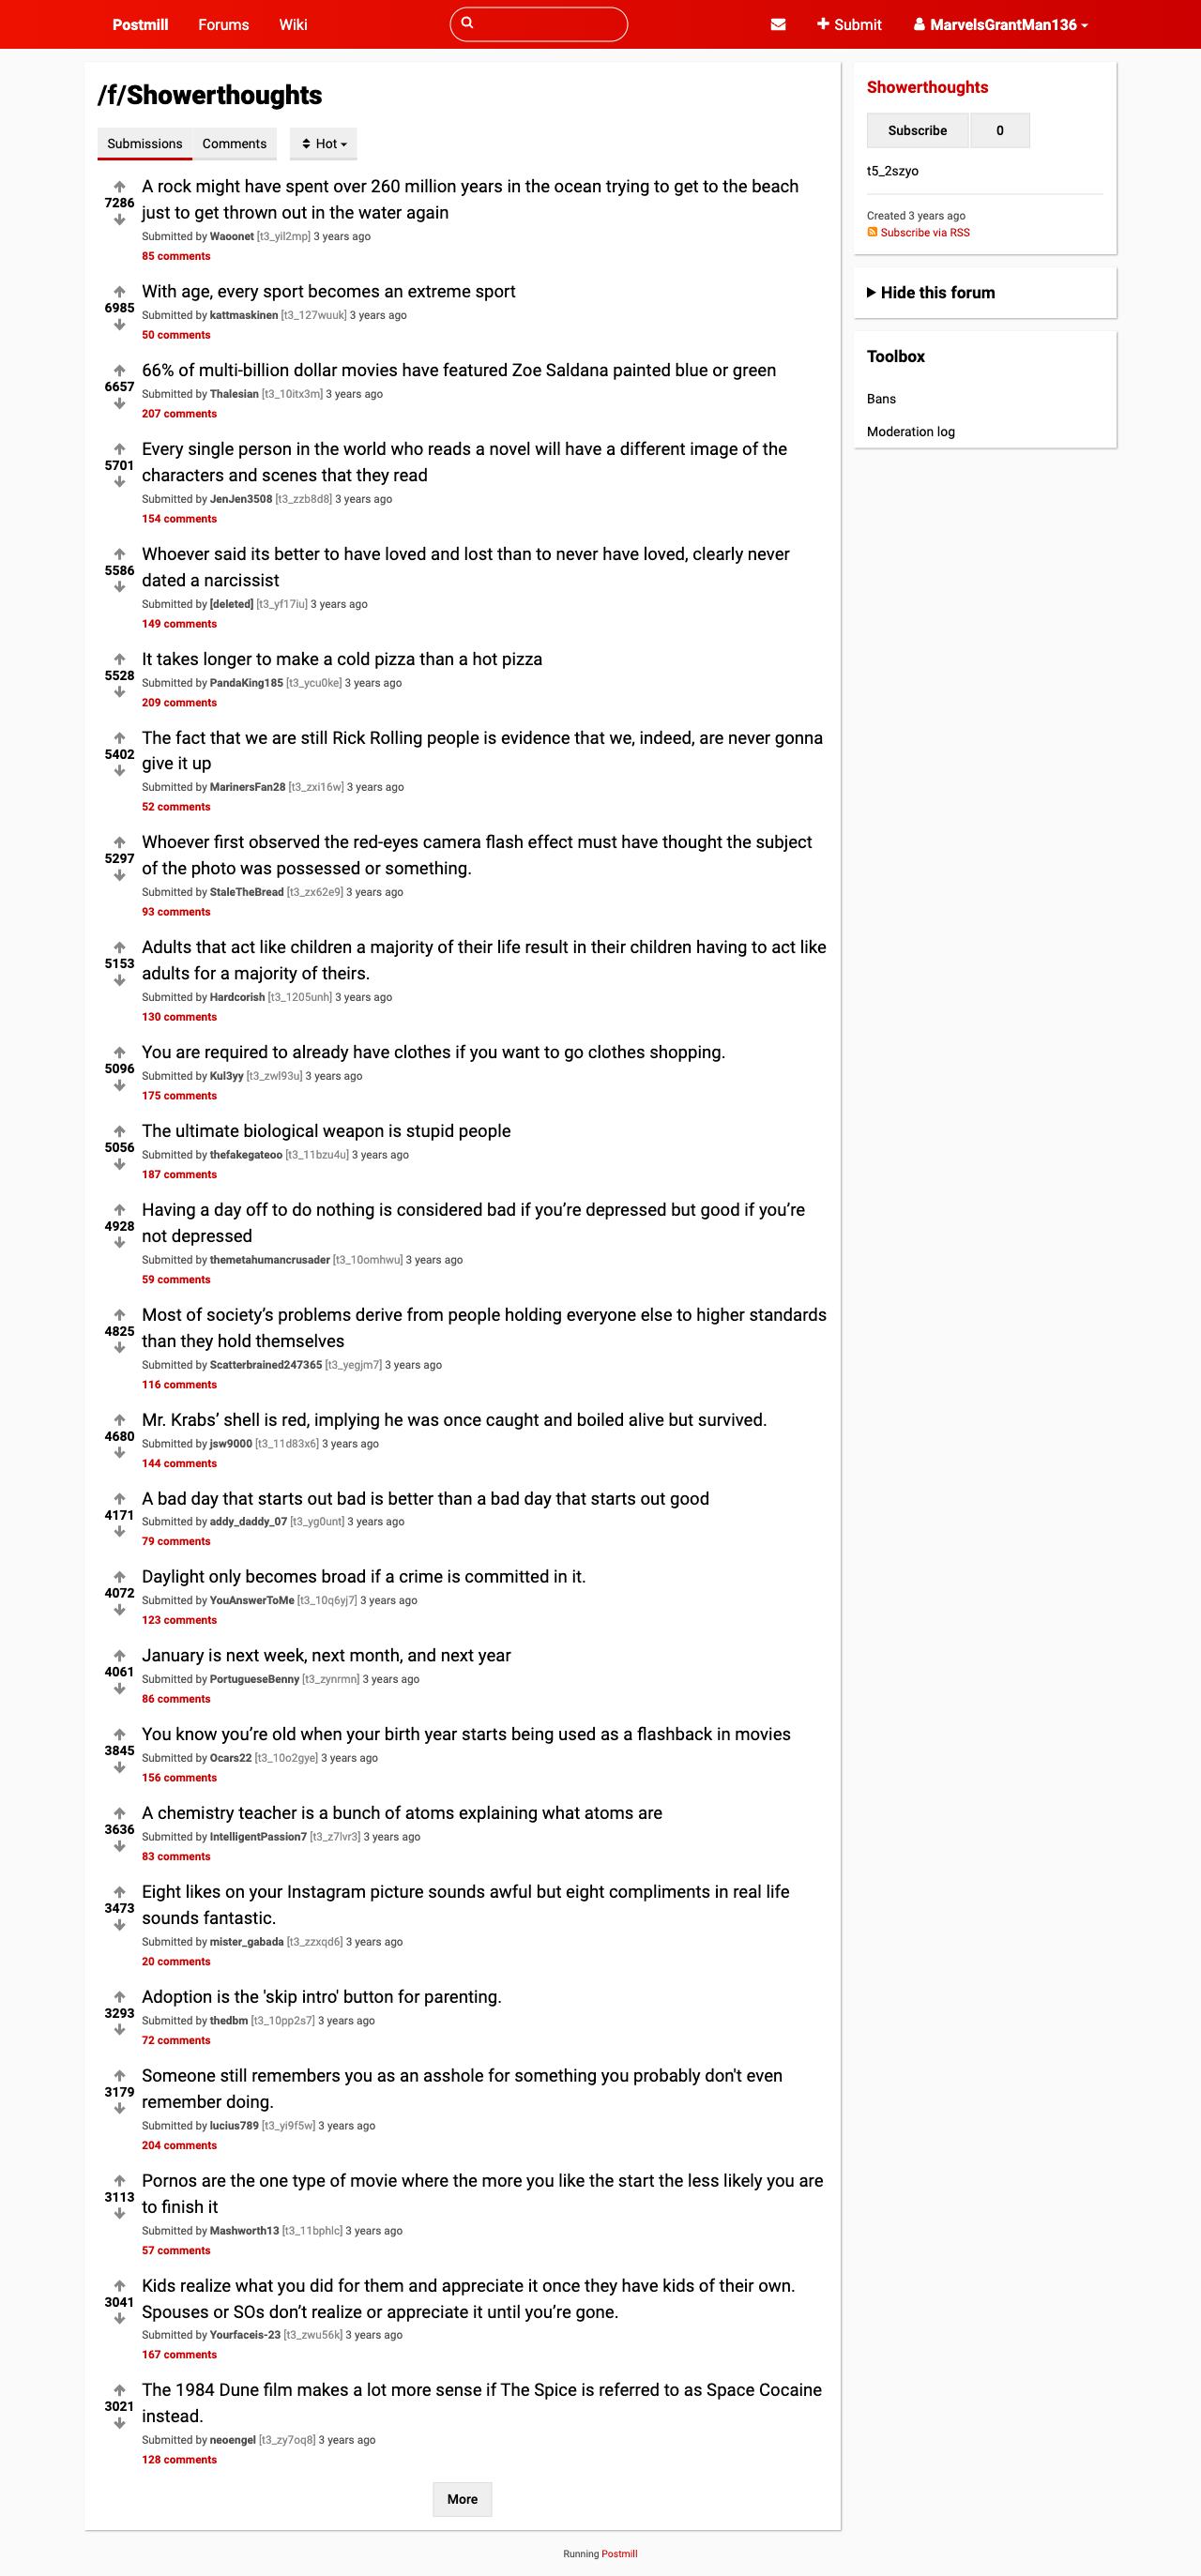 Postmill Forums Wiki Submit MarvelsGrantMan136
/f/Showerthoughts
Submissions Comments Hot
7286
A rock might have spent over 260 million years in the ocean trying to get to the beach
just to get thrown out in the water again
Submitted by Waoonet [t3_yil2mp] 3 years ago
85 comments
6985
With age, every sport becomes an extreme sport
Submitted by kattmaskinen [t3_127wuuk] 3 years ago
50 comments
6657
66% of multi-billion dollar movies have featured Zoe Saldana painted blue or green
Submitted by Thalesian [t3_10itx3m] 3 years ago
207 comments
5701
Every single person in the world who reads a novel will have a different image of the
characters and scenes that they read
Submitted by JenJen3508 [t3_zzb8d8] 3 years ago
154 comments
5586
Whoever said its better to have loved and lost than to never have loved, clearly never
dated a narcissist
Submitted by [deleted] [t3_yf17iu] 3 years ago
149 comments
5528
It takes longer to make a cold pizza than a hot pizza
Submitted by PandaKing185 [t3_ycu0ke] 3 years ago
209 comments
5402
The fact that we are still Rick Rolling people is evidence that we, indeed, are never gonna
give it up
Submitted by MarinersFan28 [t3_zxi16w] 3 years ago
52 comments
5297
Whoever first observed the red-eyes camera flash effect must have thought the subject
of the photo was possessed or something.
Submitted by StaleTheBread [t3_zx62e9] 3 years ago
93 comments
5153
Adults that act like children a majority of their life result in their children having to act like
adults for a majority of theirs.
Submitted by Hardcorish [t3_1205unh] 3 years ago
130 comments
5096
You are required to already have clothes if you want to go clothes shopping.
Submitted by Kul3yy [t3_zwl93u] 3 years ago
175 comments
5056
The ultimate biological weapon is stupid people
Submitted by thefakegateoo [t3_11bzu4u] 3 years ago
187 comments
4928
Having a day off to do nothing is considered bad if you’re depressed but good if you’re
not depressed
Submitted by themetahumancrusader [t3_10omhwu] 3 years ago
59 comments
4825
Most of society’s problems derive from people holding everyone else to higher standards
than they hold themselves
Submitted by Scatterbrained247365 [t3_yegjm7] 3 years ago
116 comments
4680
Mr. Krabs’ shell is red, implying he was once caught and boiled alive but survived.
Submitted by jsw9000 [t3_11d83x6] 3 years ago
144 comments
4171
A bad day that starts out bad is better than a bad day that starts out good
Submitted by addy_daddy_07 [t3_yg0unt] 3 years ago
79 comments
4072
Daylight only becomes broad if a crime is committed in it.
Submitted by YouAnswerToMe [t3_10q6yj7] 3 years ago
123 comments
4061
January is next week, next month, and next year
Submitted by PortugueseBenny [t3_zynrmn] 3 years ago
86 comments
3845
You know you’re old when your birth year starts being used as a flashback in movies
Submitted by Ocars22 [t3_10o2gye] 3 years ago
156 comments
3636
A chemistry teacher is a bunch of atoms explaining what atoms are
Submitted by IntelligentPassion7 [t3_z7lvr3] 3 years ago
83 comments
3473
Eight likes on your Instagram picture sounds awful but eight compliments in real life
sounds fantastic.
Submitted by mister_gabada [t3_zzxqd6] 3 years ago
20 comments
3293
Adoption is the 'skip intro' button for parenting.
Submitted by thedbm [t3_10pp2s7] 3 years ago
72 comments
3179
Someone still remembers you as an asshole for something you probably don't even
remember doing.
Submitted by lucius789 [t3_yi9f5w] 3 years ago
204 comments
3113
Pornos are the one type of movie where the more you like the start the less likely you are
to finish it
Submitted by Mashworth13 [t3_11bphlc] 3 years ago
57 comments
3041
Kids realize what you did for them and appreciate it once they have kids of their own.
Spouses or SOs don’t realize or appreciate it until you’re gone.
Submitted by Yourfaceis-23 [t3_zwu56k] 3 years ago
167 comments
3021
The 1984 Dune film makes a lot more sense if The Spice is referred to as Space Cocaine
instead.
Submitted by neoengel [t3_zy7oq8] 3 years ago
128 comments
More
Showerthoughts
Subscribe 0
t5_2szyo
Created 3 years ago
Subscribe via RSS
Hide this forum
Toolbox
Bans
Moderation log
Running Postmill